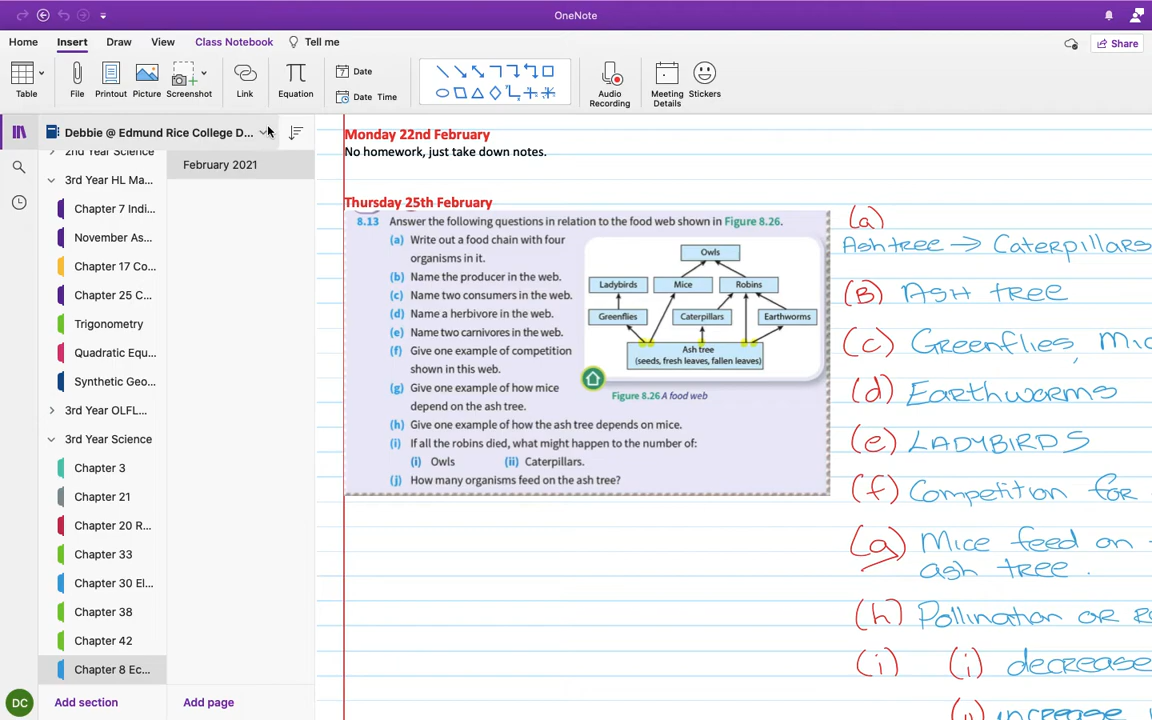 OneNote
Home Insert Draw View Class Notebook Tell me
Share
Table File Printout Picture Screenshot Link Equation
Date
Date Time
Audio
Recording
Meeting
Details
Stickers
Debbie @ Edmund Rice College D...
2nd Year Science
3rd Year HL Ma...
Chapter 7 Indi...
November As...
Chapter 17 Co...
Chapter 25 C...
Trigonometry
Quadratic Equ...
Synthetic Geo...
3rd Year OLFL...
3rd Year Science
Chapter 3
Chapter 21
Chapter 20 R...
Chapter 33
Chapter 30 El...
Chapter 38
Chapter 42
Chapter 8 Ec...
DC
Add section
February 2021
Add page
Monday 22nd February
No homework, just take down notes.
Thursday 25th February
8.13 Answer the following questions in relation to the food web shown in Figure 8.26.
(a) Write out a food chain with four
organisms in it.
(b) Name the producer in the web.
(c) Name two consumers in the web.
(d) Name a herbivore in the web.
(e) Name two carnivores in the web.
(f) Give one example of competition
shown in this web.
(g) Give one example of how mice
depend on the ash tree.
(h) Give one example of how the ash tree depends on mice.
(i) If all the robins died, what might happen to the number of:
(i) Owls (ii) Caterpillars.
(j) How many organisms feed on the ash tree?
Owls
Ladybirds Mice Robins
Greenflies Caterpillars Earthworms
Ash tree
(seeds, fresh leaves, fallen leaves)
Figure 8.26 A food web
(a)
Ashtree → Caterpillars
(B) ASH tree
(c) Greenflies, Mic
(d) Earthworms
(e) LADYBIRDS
(f) Competition for
(g) Mice feed on
ash tree.
(h) Pollination or
(i) (i) decrease
(ii) increase